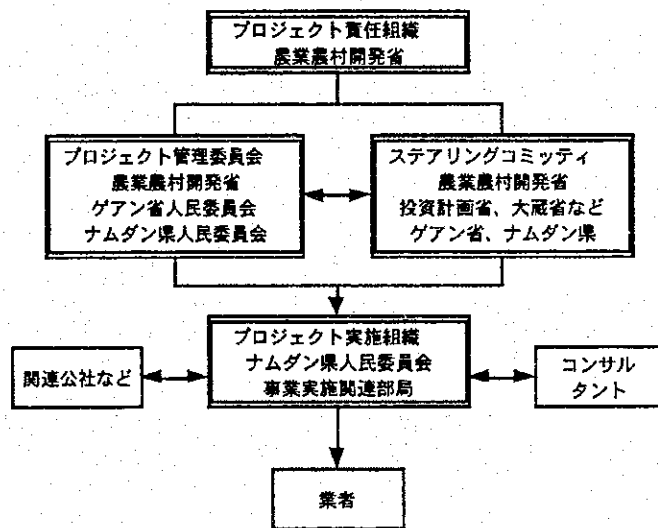 プロジェクト責任組織
農業農村開発省
プロジェクト管理委員会
農業農村開発省
ゲアン省人民委員会
ナムダン県人民委員会
ステアリングコミッティ
農業農村開発省
投資計画省、大蔵省など
ゲアン省、ナムダン県
プロジェクト実施組織
ナムダン県人民委員会
事業実施関連部局
関連公社など
コンサル
タント
業者